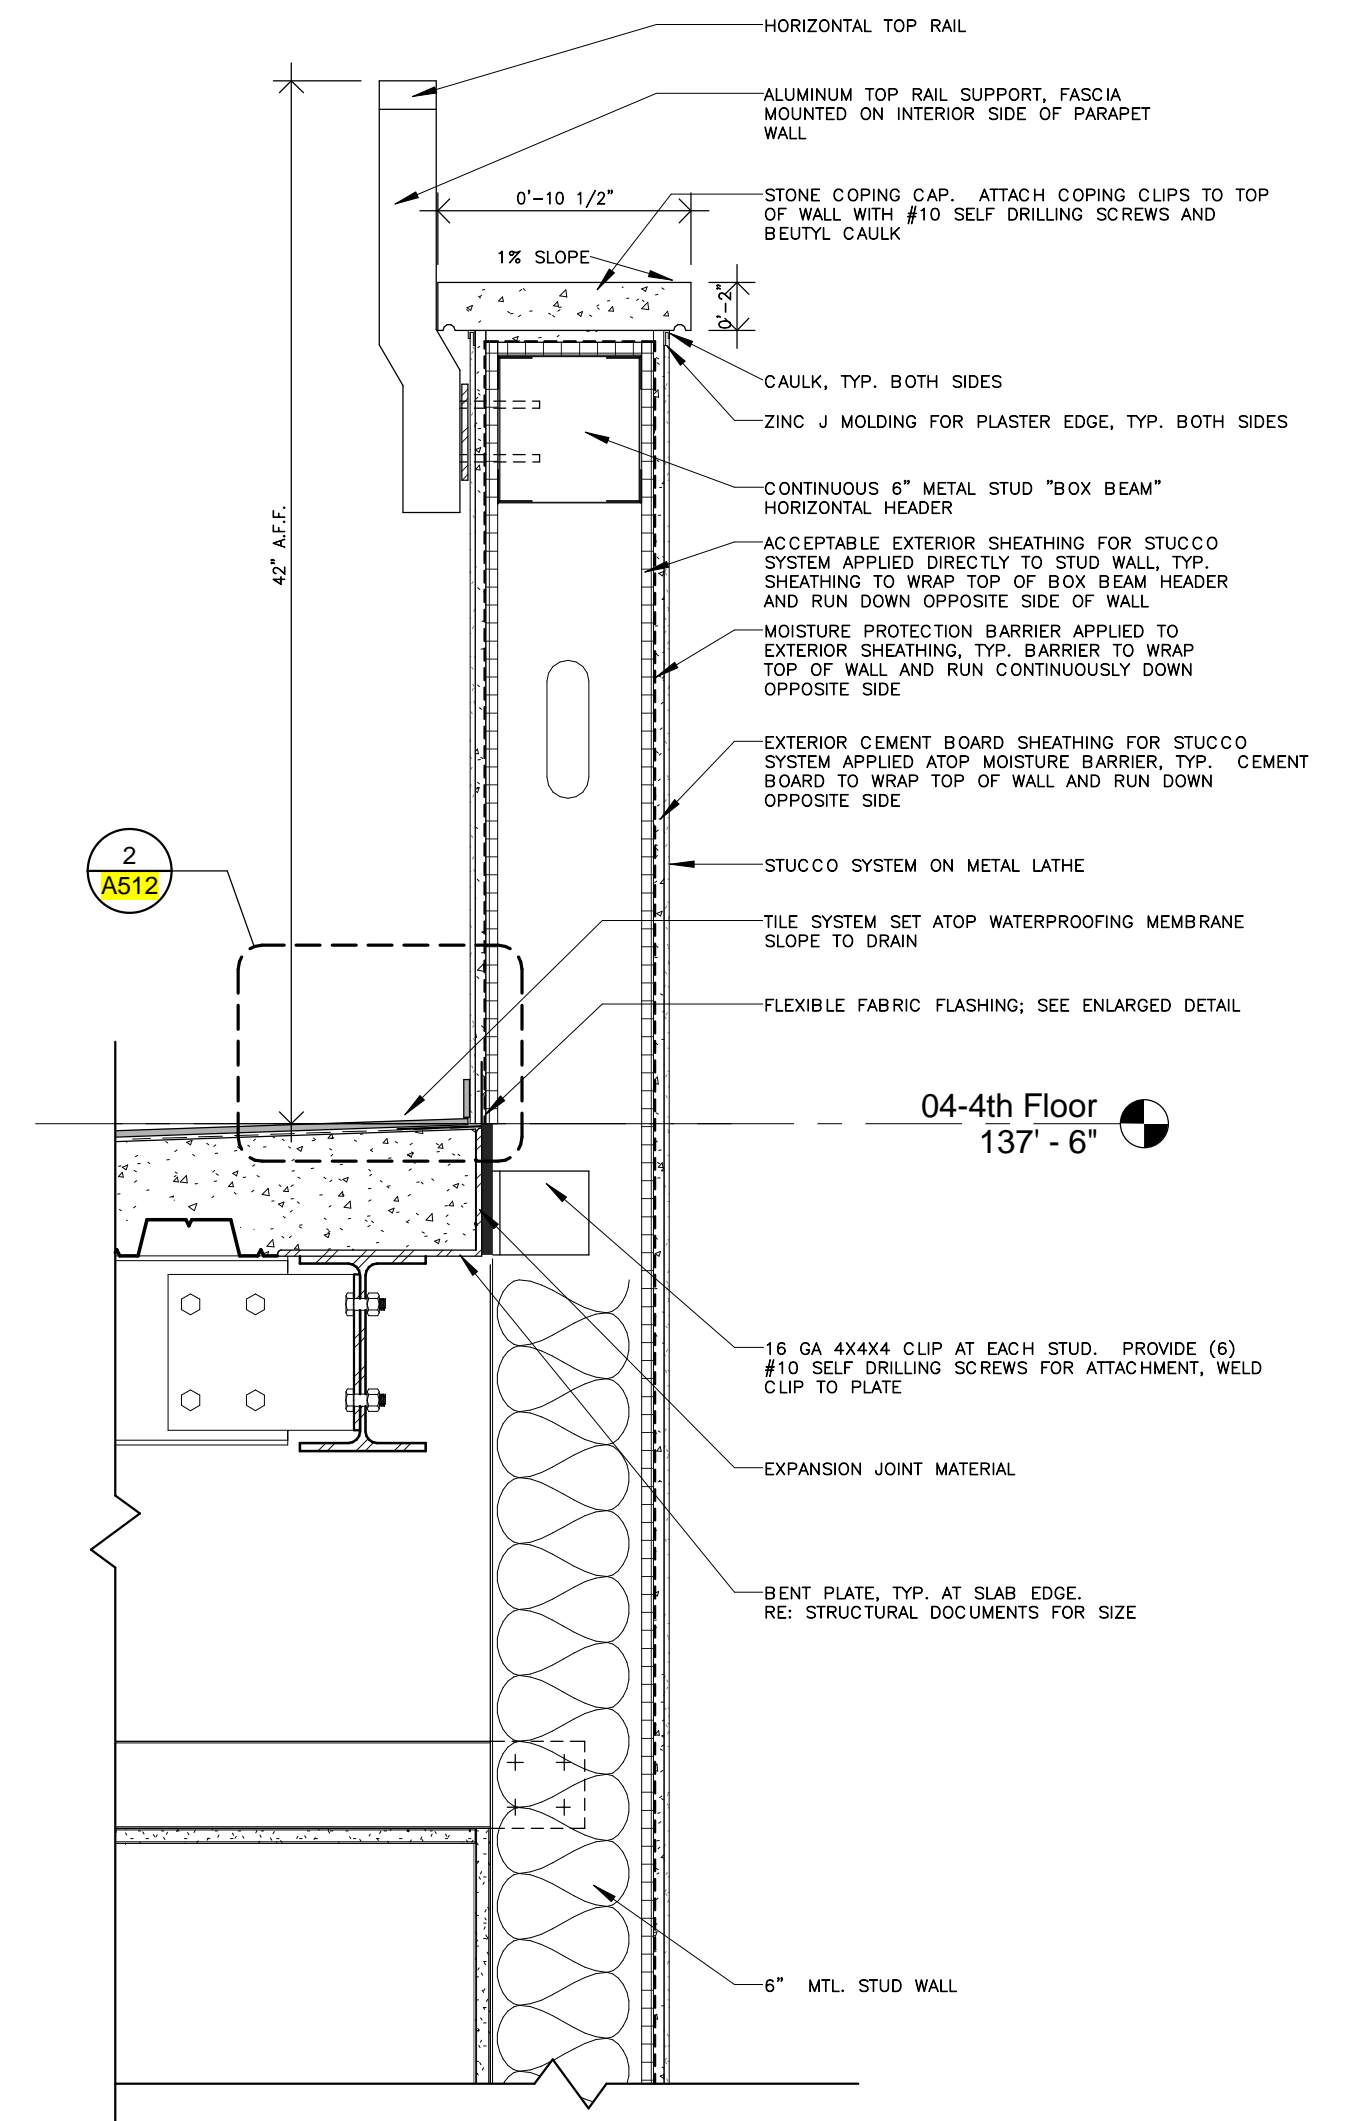 HORIZONTAL TOP RAIL
ALUMINUM TOP RAIL SUPPORT, FASCIA
MOUNTED ON INTERIOR SIDE OF PARAPET
WALL
0'-10 1/2"
STONE COPING CAP. ATTACH COPING CLIPS TO TOP
OF WALL WITH #10 SELF DRILLING SCREWS AND
BEUTYL CAULK
1% SLOPE
0'-2"
CAULK, TYP. BOTH SIDES
ZINC J MOLDING FOR PLASTER EDGE, TYP. BOTH SIDES
CONTINUOUS 6" METAL STUD "BOX BEAM"
HORIZONTAL HEADER
42" A.F.F.
ACCEPTABLE EXTERIOR SHEATHING FOR STUCCO
SYSTEM APPLIED DIRECTLY TO STUD WALL, TYP.
SHEATHING TO WRAP TOP OF BOX BEAM HEADER
AND RUN DOWN OPPOSITE SIDE OF WALL
MOISTURE PROTECTION BARRIER APPLIED TO
EXTERIOR SHEATHING, TYP. BARRIER TO WRAP
TOP OF WALL AND RUN CONTINUOUSLY DOWN
OPPOSITE SIDE
EXTERIOR CEMENT BOARD SHEATHING FOR STUCCO
SYSTEM APPLIED ATOP MOISTURE BARRIER, TYP. CEMENT
BOARD TO WRAP TOP OF WALL AND RUN DOWN
OPPOSITE SIDE
2
A512
STUCCO SYSTEM ON METAL LATHE
TILE SYSTEM SET ATOP WATERPROOFING MEMBRANE
SLOPE TO DRAIN
FLEXIBLE FABRIC FLASHING; SEE ENLARGED DETAIL
04-4th Floor
137' - 6"
16 GA 4X4X4 CLIP AT EACH STUD. PROVIDE (6)
#10 SELF DRILLING SCREWS FOR ATTACHMENT, WELD
CLIP TO PLATE
EXPANSION JOINT MATERIAL
BENT PLATE, TYP. AT SLAB EDGE.
RE: STRUCTURAL DOCUMENTS FOR SIZE
6" MTL. STUD WALL